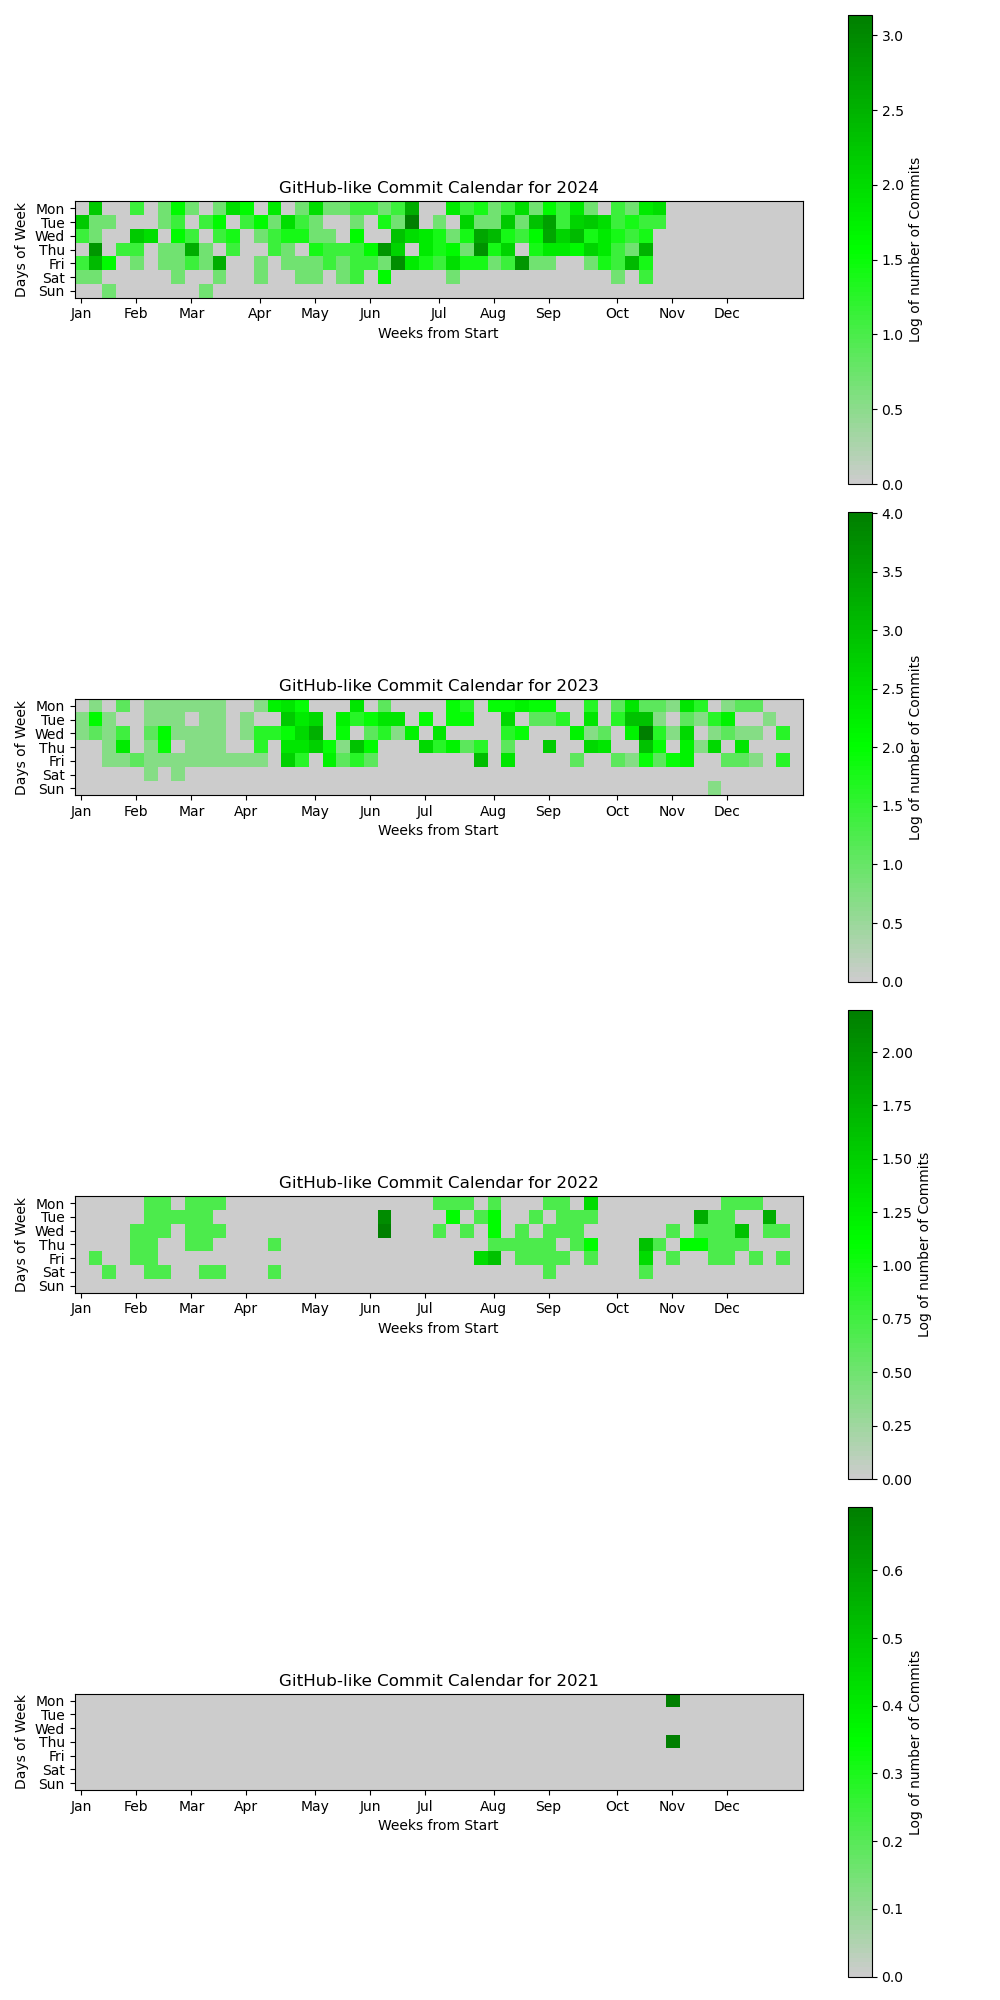 GitHub-like Commit Calendar for 2024
Days of Week
Mon
Tue
Wed
Thu
Fri
Sat
Sun
Jan Feb Mar Apr May Jun Jul Aug Sep Oct Nov Dec
Weeks from Start
3.0
2.5
2.0
1.5
1.0
0.5
0.0
Log of number of Commits
GitHub-like Commit Calendar for 2023
Days of Week
Mon
Tue
Wed
Thu
Fri
Sat
Sun
Jan Feb Mar Apr May Jun Jul Aug Sep Oct Nov Dec
Weeks from Start
4.0
3.5
3.0
2.5
2.0
1.5
1.0
0.5
0.0
Log of number of Commits
GitHub-like Commit Calendar for 2022
Days of Week
Mon
Tue
Wed
Thu
Fri
Sat
Sun
Jan Feb Mar Apr May Jun Jul Aug Sep Oct Nov Dec
Weeks from Start
2.00
1.75
1.50
1.25
1.00
0.75
0.50
0.25
0.00
Log of number of Commits
GitHub-like Commit Calendar for 2021
Days of Week
Mon
Tue
Wed
Thu
Fri
Sat
Sun
Jan Feb Mar Apr May Jun Jul Aug Sep Oct Nov Dec
Weeks from Start
0.6
0.5
0.4
0.3
0.2
0.1
0.0
Log of number of Commits